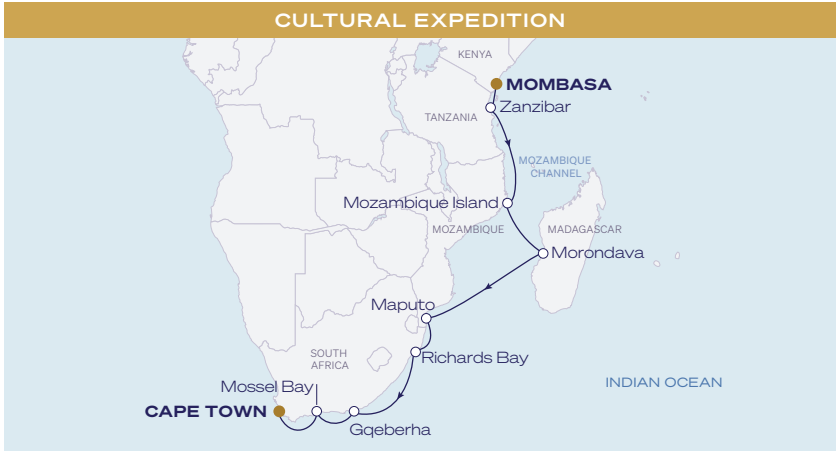 CULTURAL EXPEDITION
KENYA
MOMBASA
Zanzibar
TANZANIA
MOZAMBIQUE
CHANNEL
Mozambique Island
MOZAMBIQUE
MADAGASCAR
Morondava
Maputo
SOUTH
AFRICA
Richards Bay
INDIAN OCEAN
Mossel Bay
CAPE TOWN
Gqeberha